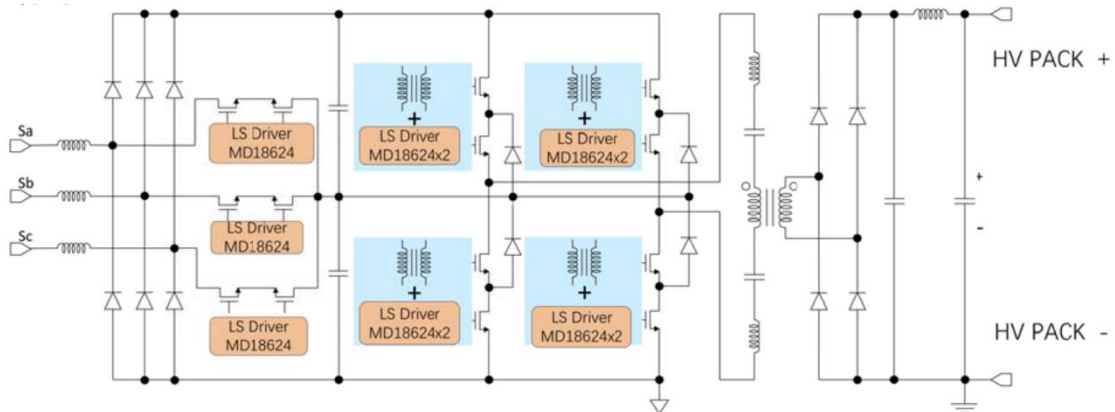 HV PACK +
LS Driver
MD18624x2
LS Driver
MD18624x2
Sa
LS Driver
MD18624
Sb
LS Driver
MD18624
Sc
LS Driver
MD18624
LS Driver
MD18624x2
LS Driver
MD18624x2
+
-
HV PACK -